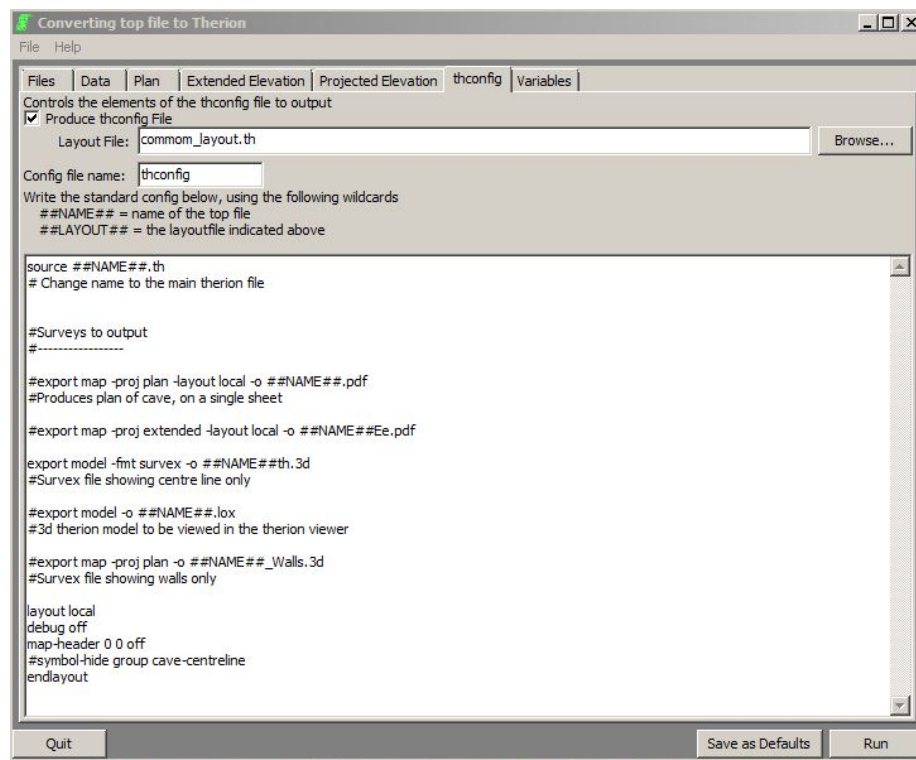 Converting top file to Therion
File Help
Files Data Plan Extended Elevation Projected Elevation thconfig Variables
Controls the elements of the thconfig file to output
Produce thconfig File
Layout File: commom_layout.th Browse...
Config file name: thconfig
Write the standard config below, using the following wildcards
##NAME## = name of the top file
##LAYOUT## = the layoutfile indicated above
source ##NAME##.th
# Change name to the main therion file
#Surveys to output
#-----------------
#export map -proj plan -layout local -o ##NAME##.pdf
#Produces plan of cave, on a single sheet
#export map -proj extended -layout local -o ##NAME##Ee.pdf
export model -fmt survex -o ##NAME##th.3d
#Survex file showing centre line only
#export model -o ##NAME##.lox
#3d therion model to be viewed in the therion viewer
#export map -proj plan -o ##NAME##_Walls.3d
#Survex file showing walls only
layout local
debug off
map-header 0 0 off
#symbol-hide group cave-centreline
endlayout
Quit Save as Defaults Run